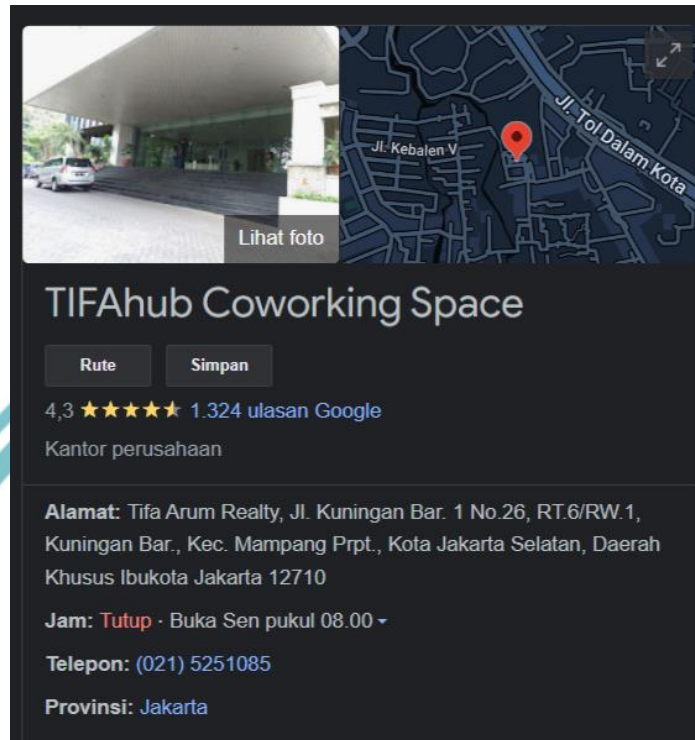 Jl. Kebalen V
Jl. Tol Dalam Kota
Lihat foto
TIFAhub Coworking Space
Rute Simpan
4,3 1.324 ulasan Google
Kantor perusahaan
Alamat: Tifa Arum Realty, Jl. Kuningan Bar. 1 No.26, RT.6/RW.1,
Kuningan Bar., Kec. Mampang Prpt., Kota Jakarta Selatan, Daerah
Khusus Ibukota Jakarta 12710
Jam: Tutup · Buka Sen pukul 08.00
Telepon: (021) 5251085
Provinsi: Jakarta